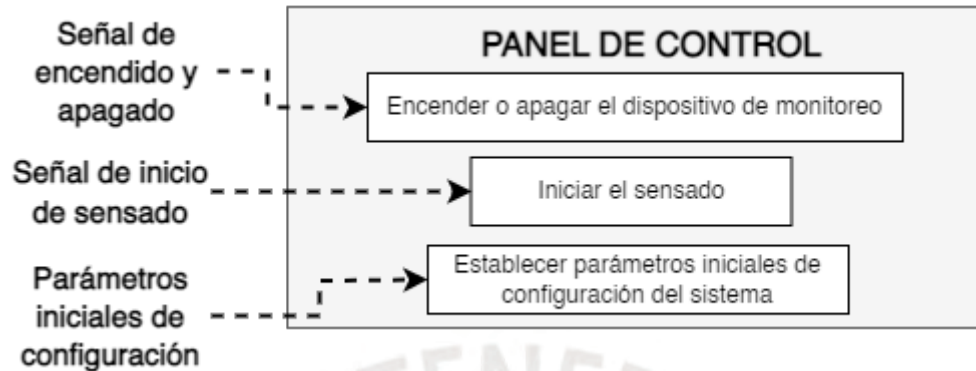 Señal de
encendido y
apagado
PANEL DE CONTROL
Encender o apagar el dispositivo de monitoreo
Señal de inicio
de sensado
Iniciar el sensado
Parámetros
iniciales de
configuración
Establecer parámetros iniciales de
configuración del sistema